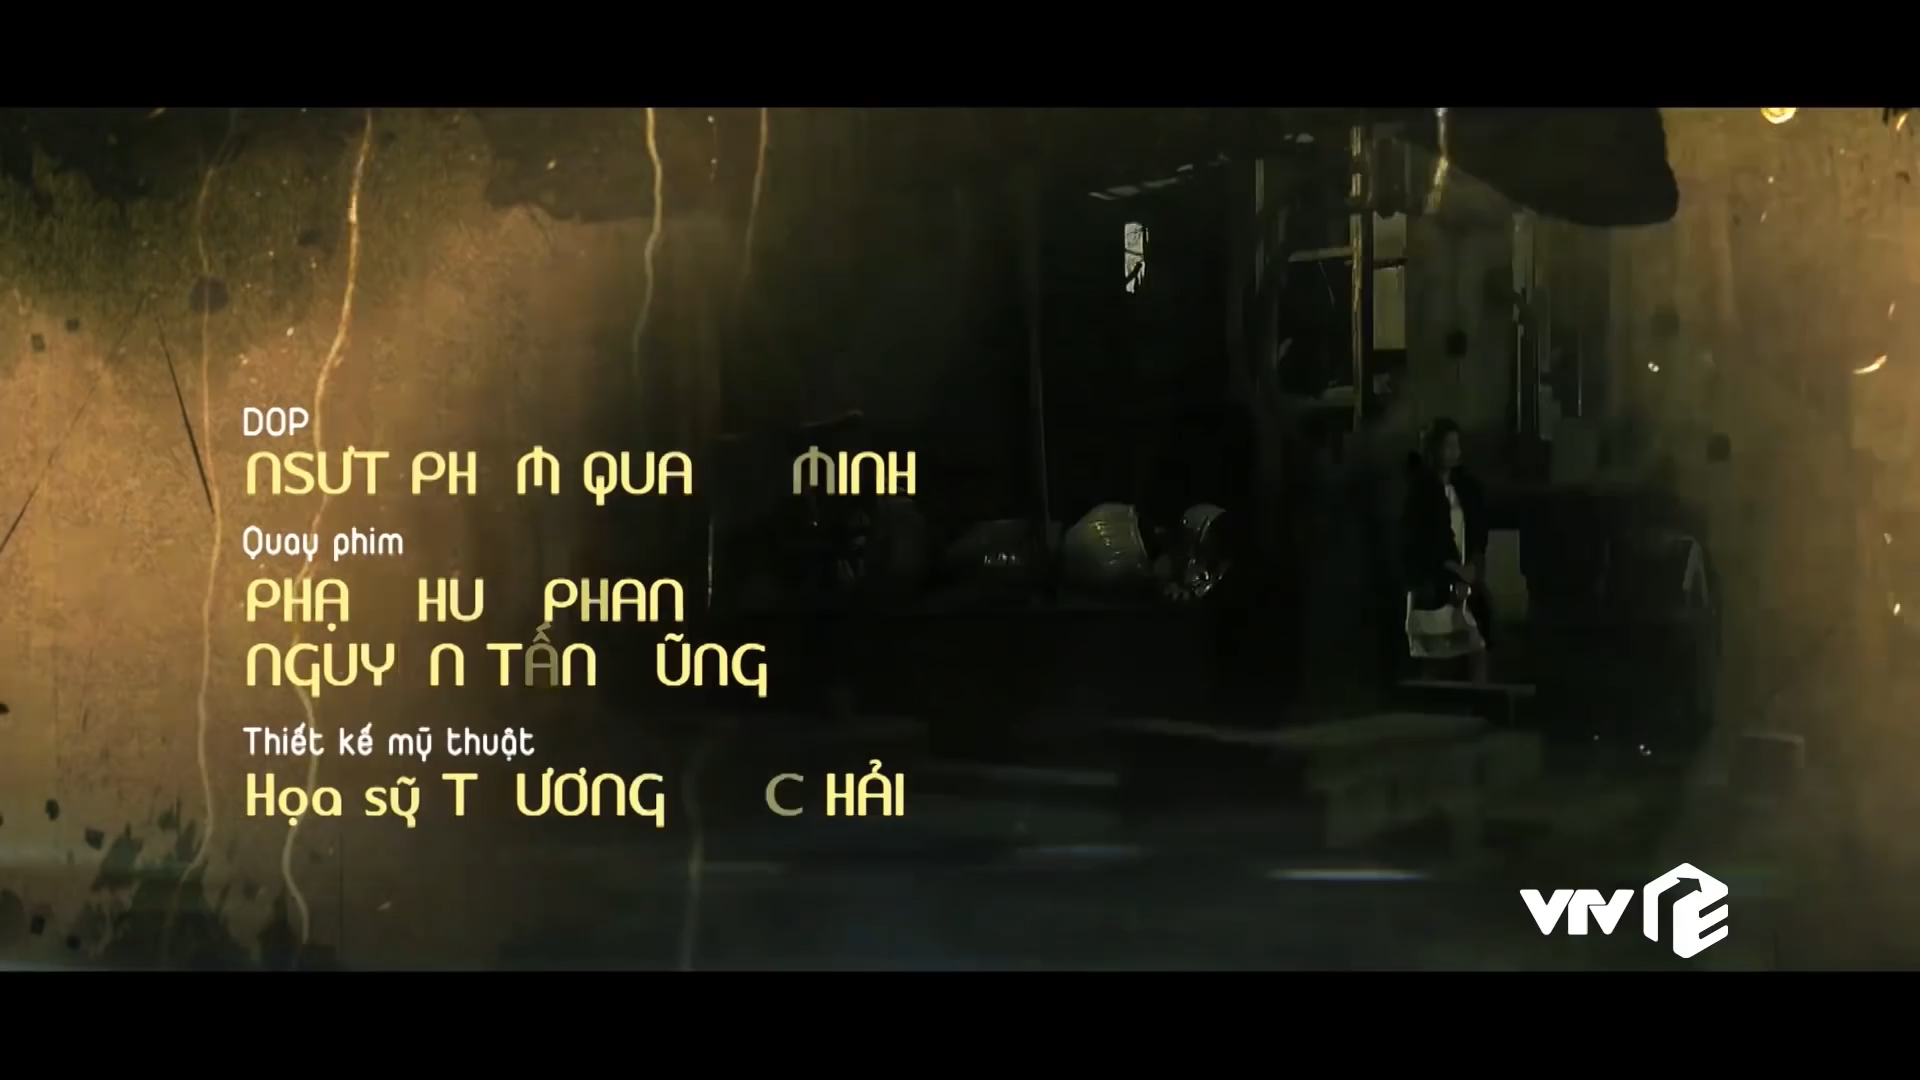 DOP
NSƯT PH M QUA MINH
Quay phim
PHẠ HU PHAN
NGUY N TẤN ŨNG
Thiết kế mỹ thuật
Họa sỹ T ƯƠNG C HẢI
VTV